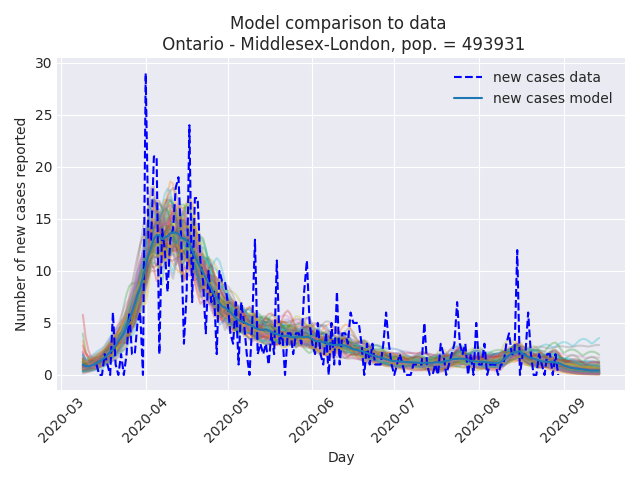 Model comparison to data
Ontario - Middlesex-London, pop. = 493931
new cases data
new cases model
Number of new cases reported
30
25
20
15
10
5
0
2020-03
2020-04
2020-05
2020-06
2020-07
2020-08
2020-09
Day